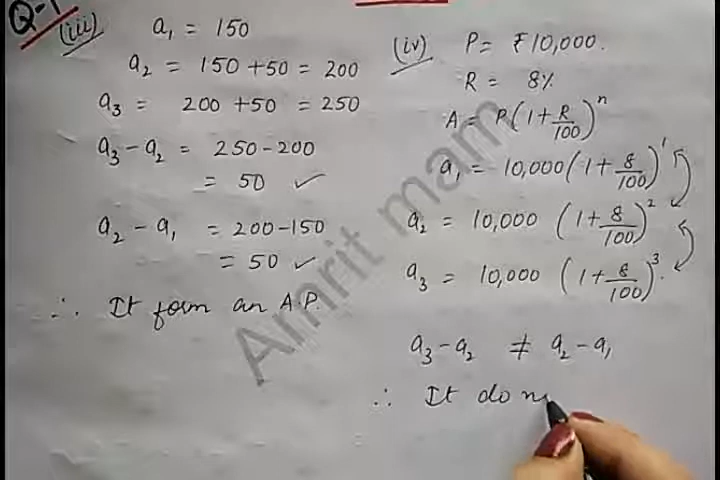 Q-1
(iii) a₁ = 150
a₂ = 150 + 50 = 200
a₃ = 200 + 50 = 250
a₃ - a₂ = 250 - 200
= 50 ✓
a₂ - a₁ = 200 - 150
= 50 ✓
∴ It form an A.P.
(iv) P = ₹10,000.
R = 8%
A = P(1 + R/100)ⁿ
a₁ = 10,000(1 + 8/100)¹
a₂ = 10,000 (1 + 8/100)²
a₃ = 10,000 (1 + 8/100)³.
a₃ - a₂ ≠ a₂ - a₁
∴ It do n
Amrit mam